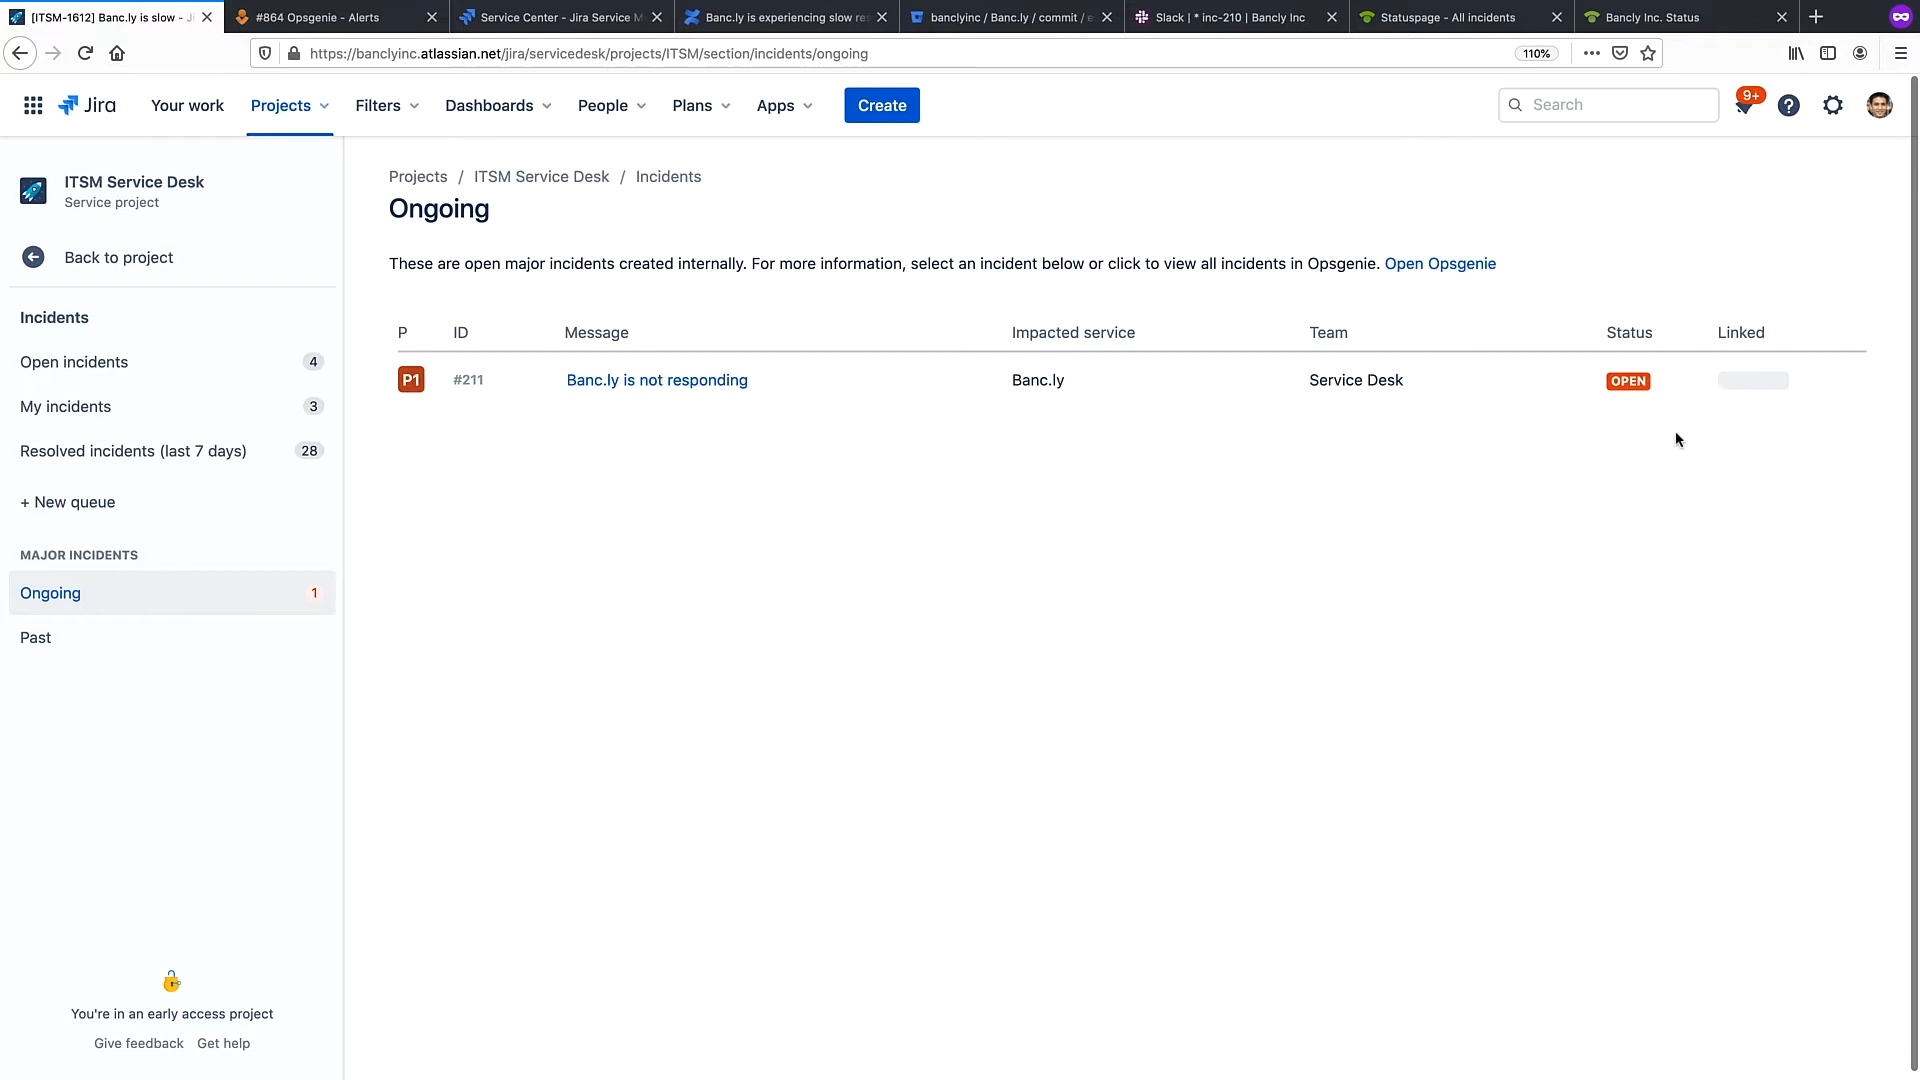 [ITSM-1612] Banc.ly is slow - Ji
#864 Opsgenie - Alerts
Service Center - Jira Service M
Banc.ly is experiencing slow res
banclyinc / Banc.ly / commit /
Slack | * inc-210 | Bancly Inc
Statuspage - All incidents
Bancly Inc. Status
https://banclyinc.atlassian.net/jira/servicedesk/projects/ITSM/section/incidents/ongoing
110%
Jira
Your work
Projects
Filters
Dashboards
People
Plans
Apps
Create
Search
9+
ITSM Service Desk
Service project
Back to project
Incidents
Open incidents 4
My incidents 3
Resolved incidents (last 7 days) 28
+ New queue
MAJOR INCIDENTS
Ongoing 1
Past
You're in an early access project
Give feedback Get help
Projects / ITSM Service Desk / Incidents
Ongoing
These are open major incidents created internally. For more information, select an incident below or click to view all incidents in Opsgenie. Open Opsgenie
P ID Message Impacted service Team Status Linked
P1 #211 Banc.ly is not responding Banc.ly Service Desk OPEN